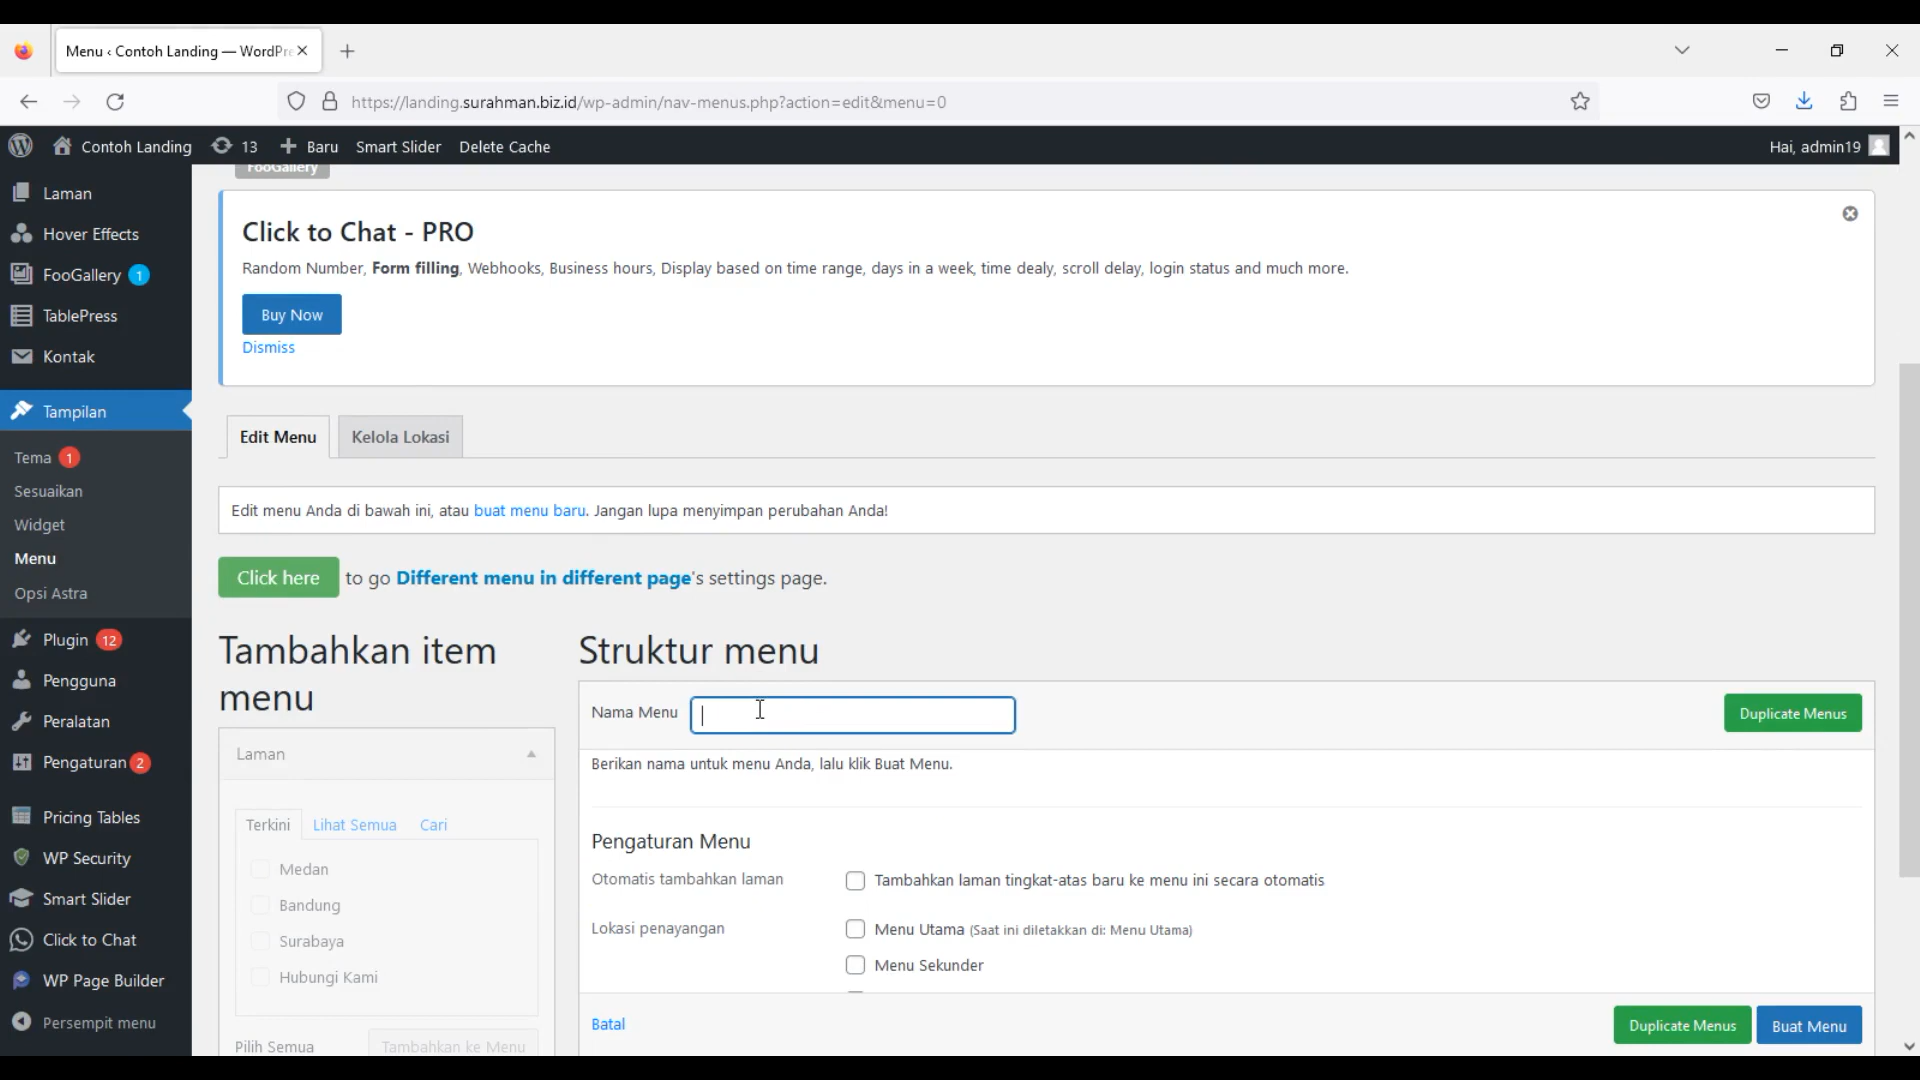 Menu ‹ Contoh Landing — WordPre
https://landing.surahman.biz.id/wp-admin/nav-menus.php?action=edit&menu=0
Contoh Landing 13 Baru Smart Slider Delete Cache Hai, admin19
Laman
Hover Effects
FooGallery 1
TablePress
Kontak
Tampilan
Tema 1
Sesuaikan
Widget
Menu
Opsi Astra
Plugin 12
Pengguna
Peralatan
Pengaturan 2
Pricing Tables
WP Security
Smart Slider
Click to Chat
WP Page Builder
Persempit menu
FooGallery
Click to Chat - PRO
Random Number, Form filling, Webhooks, Business hours, Display based on time range, days in a week, time dealy, scroll delay, login status and much more.
Buy Now
Dismiss
Edit Menu Kelola Lokasi
Edit menu Anda di bawah ini, atau buat menu baru. Jangan lupa menyimpan perubahan Anda!
Click here to go Different menu in different page's settings page.
Tambahkan item
menu
Laman
Terkini Lihat Semua Cari
Medan
Bandung
Surabaya
Hubungi Kami
Pilih Semua Tambahkan ke Menu
Struktur menu
Nama Menu Duplicate Menus
Berikan nama untuk menu Anda, lalu klik Buat Menu.
Pengaturan Menu
Otomatis tambahkan laman Tambahkan laman tingkat-atas baru ke menu ini secara otomatis
Lokasi penayangan Menu Utama (Saat ini diletakkan di: Menu Utama)
Menu Sekunder
Batal Duplicate Menus Buat Menu